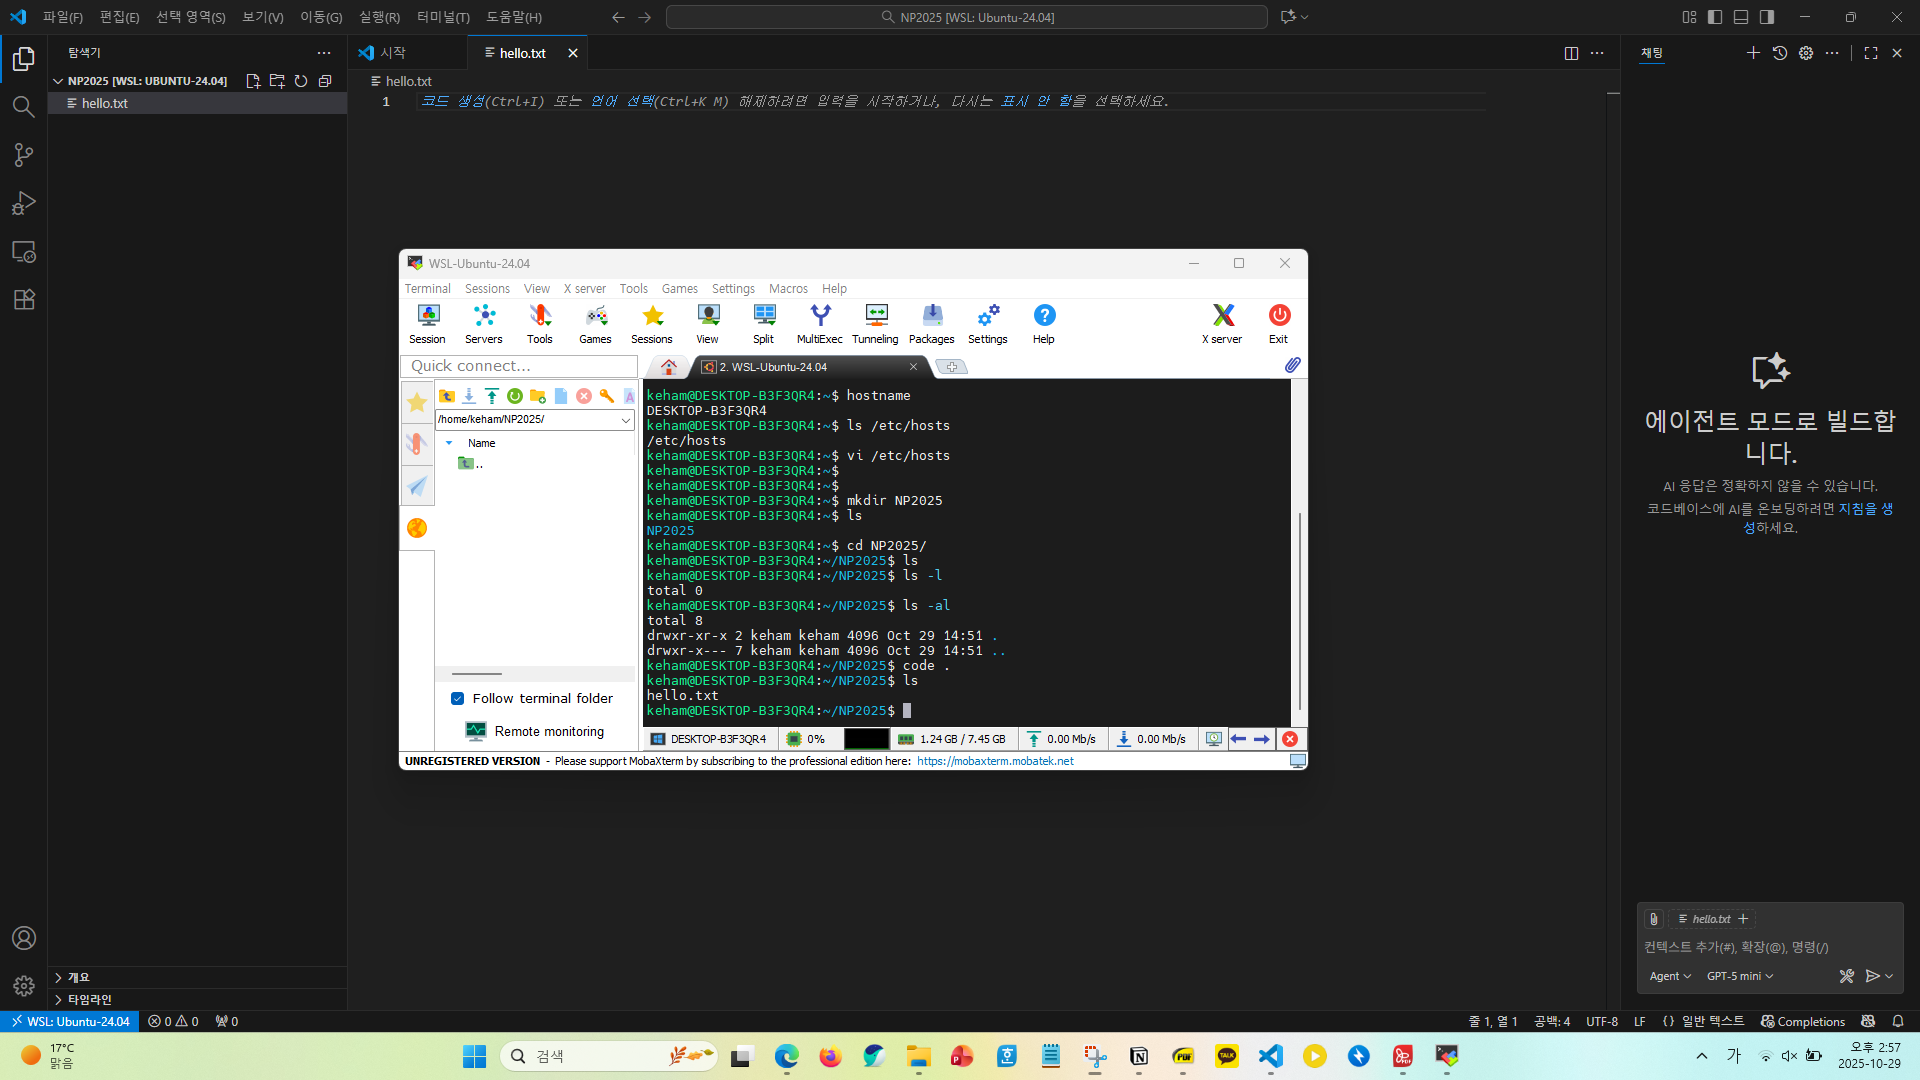 파일(F) 편집(E) 선택 영역(S) 보기(V) 이동(G) 실행(R) 터미널(T) 도움말(H)
NP2025 [WSL: Ubuntu-24.04]
탐색기
NP2025 [WSL: UBUNTU-24.04]
hello.txt
시작
hello.txt
hello.txt
1
코드 생성(Ctrl+I) 또는 언어 선택(Ctrl+K M) 해제하려면 입력을 시작하거나, 다시는 표시 안 함을 선택하세요.
WSL-Ubuntu-24.04
Terminal Sessions View X server Tools Games Settings Macros Help
Session Servers Tools Games Sessions View Split MultiExec Tunneling Packages Settings Help X server Exit
Quick connect...
2. WSL-Ubuntu-24.04
/home/keham/NP2025/
Name
..
Follow terminal folder
Remote monitoring
keham@DESKTOP-B3F3QR4:~$ hostname
DESKTOP-B3F3QR4
keham@DESKTOP-B3F3QR4:~$ ls /etc/hosts
/etc/hosts
keham@DESKTOP-B3F3QR4:~$ vi /etc/hosts
keham@DESKTOP-B3F3QR4:~$
keham@DESKTOP-B3F3QR4:~$
keham@DESKTOP-B3F3QR4:~$ mkdir NP2025
keham@DESKTOP-B3F3QR4:~$ ls
NP2025
keham@DESKTOP-B3F3QR4:~$ cd NP2025/
keham@DESKTOP-B3F3QR4:~/NP2025$ ls
keham@DESKTOP-B3F3QR4:~/NP2025$ ls -l
total 0
keham@DESKTOP-B3F3QR4:~/NP2025$ ls -al
total 8
drwxr-xr-x 2 keham keham 4096 Oct 29 14:51 .
drwxr-x--- 7 keham keham 4096 Oct 29 14:51 ..
keham@DESKTOP-B3F3QR4:~/NP2025$ code .
keham@DESKTOP-B3F3QR4:~/NP2025$ ls
hello.txt
keham@DESKTOP-B3F3QR4:~/NP2025$
DESKTOP-B3F3QR4 0% 1.24 GB / 7.45 GB 0.00 Mb/s 0.00 Mb/s
UNREGISTERED VERSION - Please support MobaXterm by subscribing to the professional edition here: https://mobaxterm.mobatek.net
채팅
에이전트 모드로 빌드합
니다.
AI 응답은 정확하지 않을 수 있습니다.
코드베이스에 AI를 온보딩하려면 지침을 생
성하세요.
hello.txt
컨텍스트 추가(#), 확장(@), 명령(/)
Agent GPT-5 mini
개요
타임라인
WSL: Ubuntu-24.04 0 0 0
줄 1, 열 1 공백: 4 UTF-8 LF {} 일반 텍스트 Completions
17°C
맑음
검색
PDF
TALK
가
오후 2:57
2025-10-29